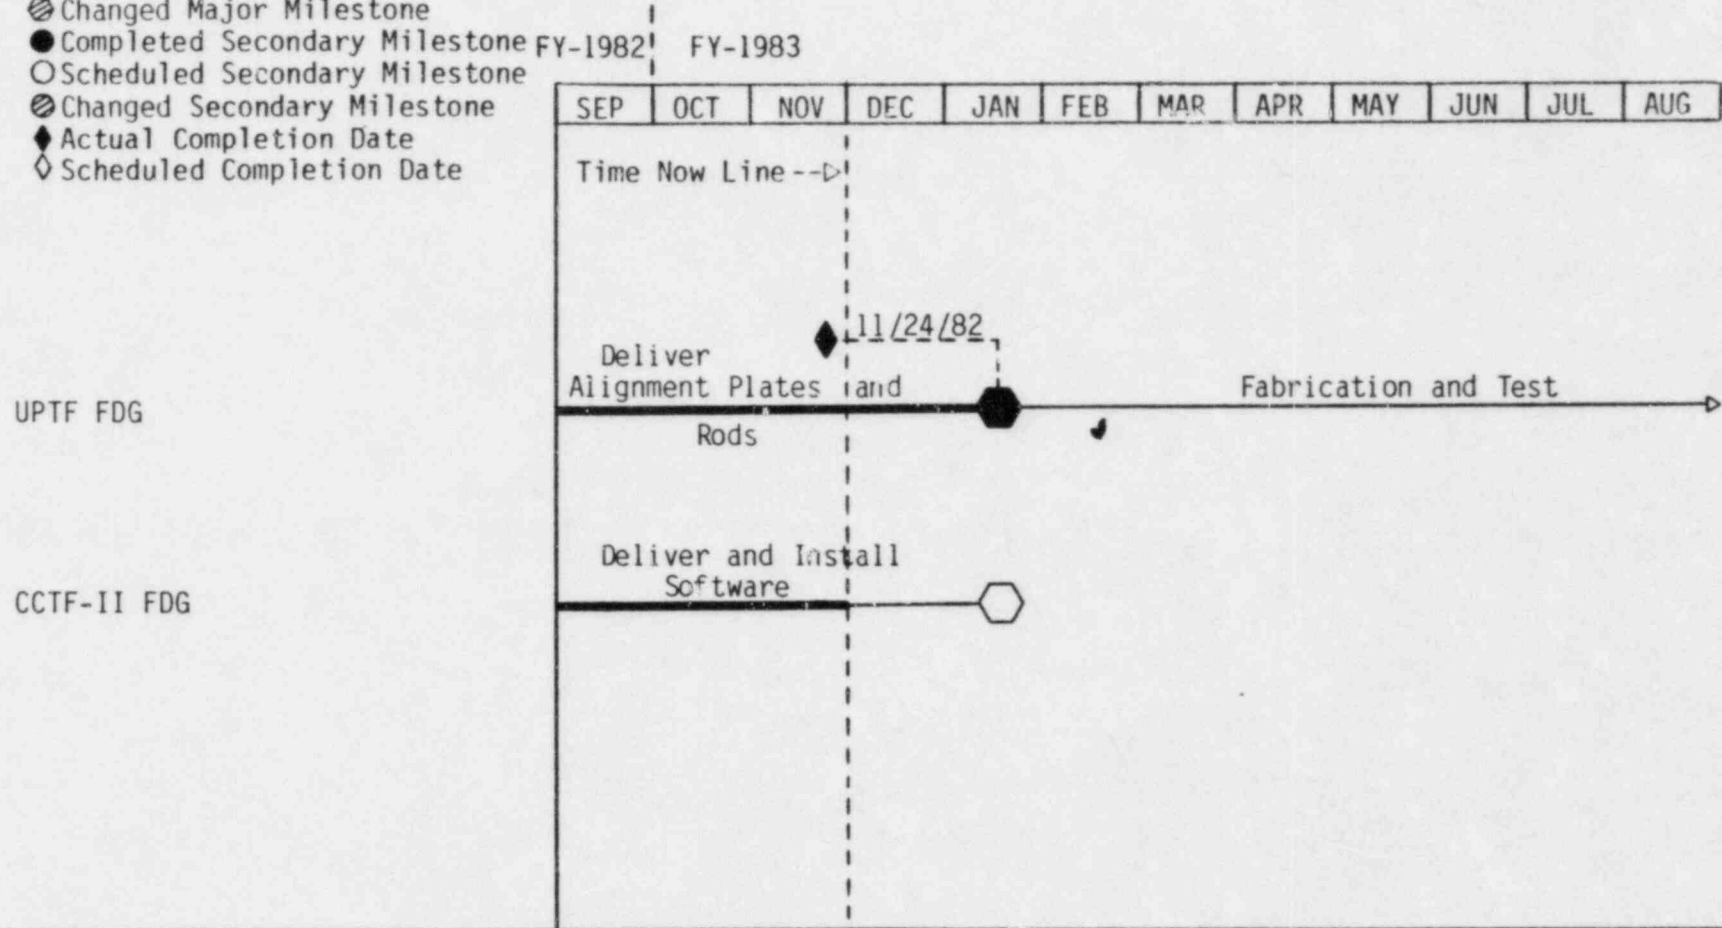 Changed Major Milestone
Completed Secondary Milestone
FY-1982 FY-1983
Scheduled Secondary Milestone
Changed Secondary Milestone
SEP OCT NOV DEC JAN FEB MAR APR MAY JUN JUL AUG
Actual Completion Date
Scheduled Completion Date
Time Now Line
11/24/82
Deliver
Alignment Plates and
Fabrication and Test
UPTF FDG
Rods
Deliver and Install
Software
CCTF-II FDG